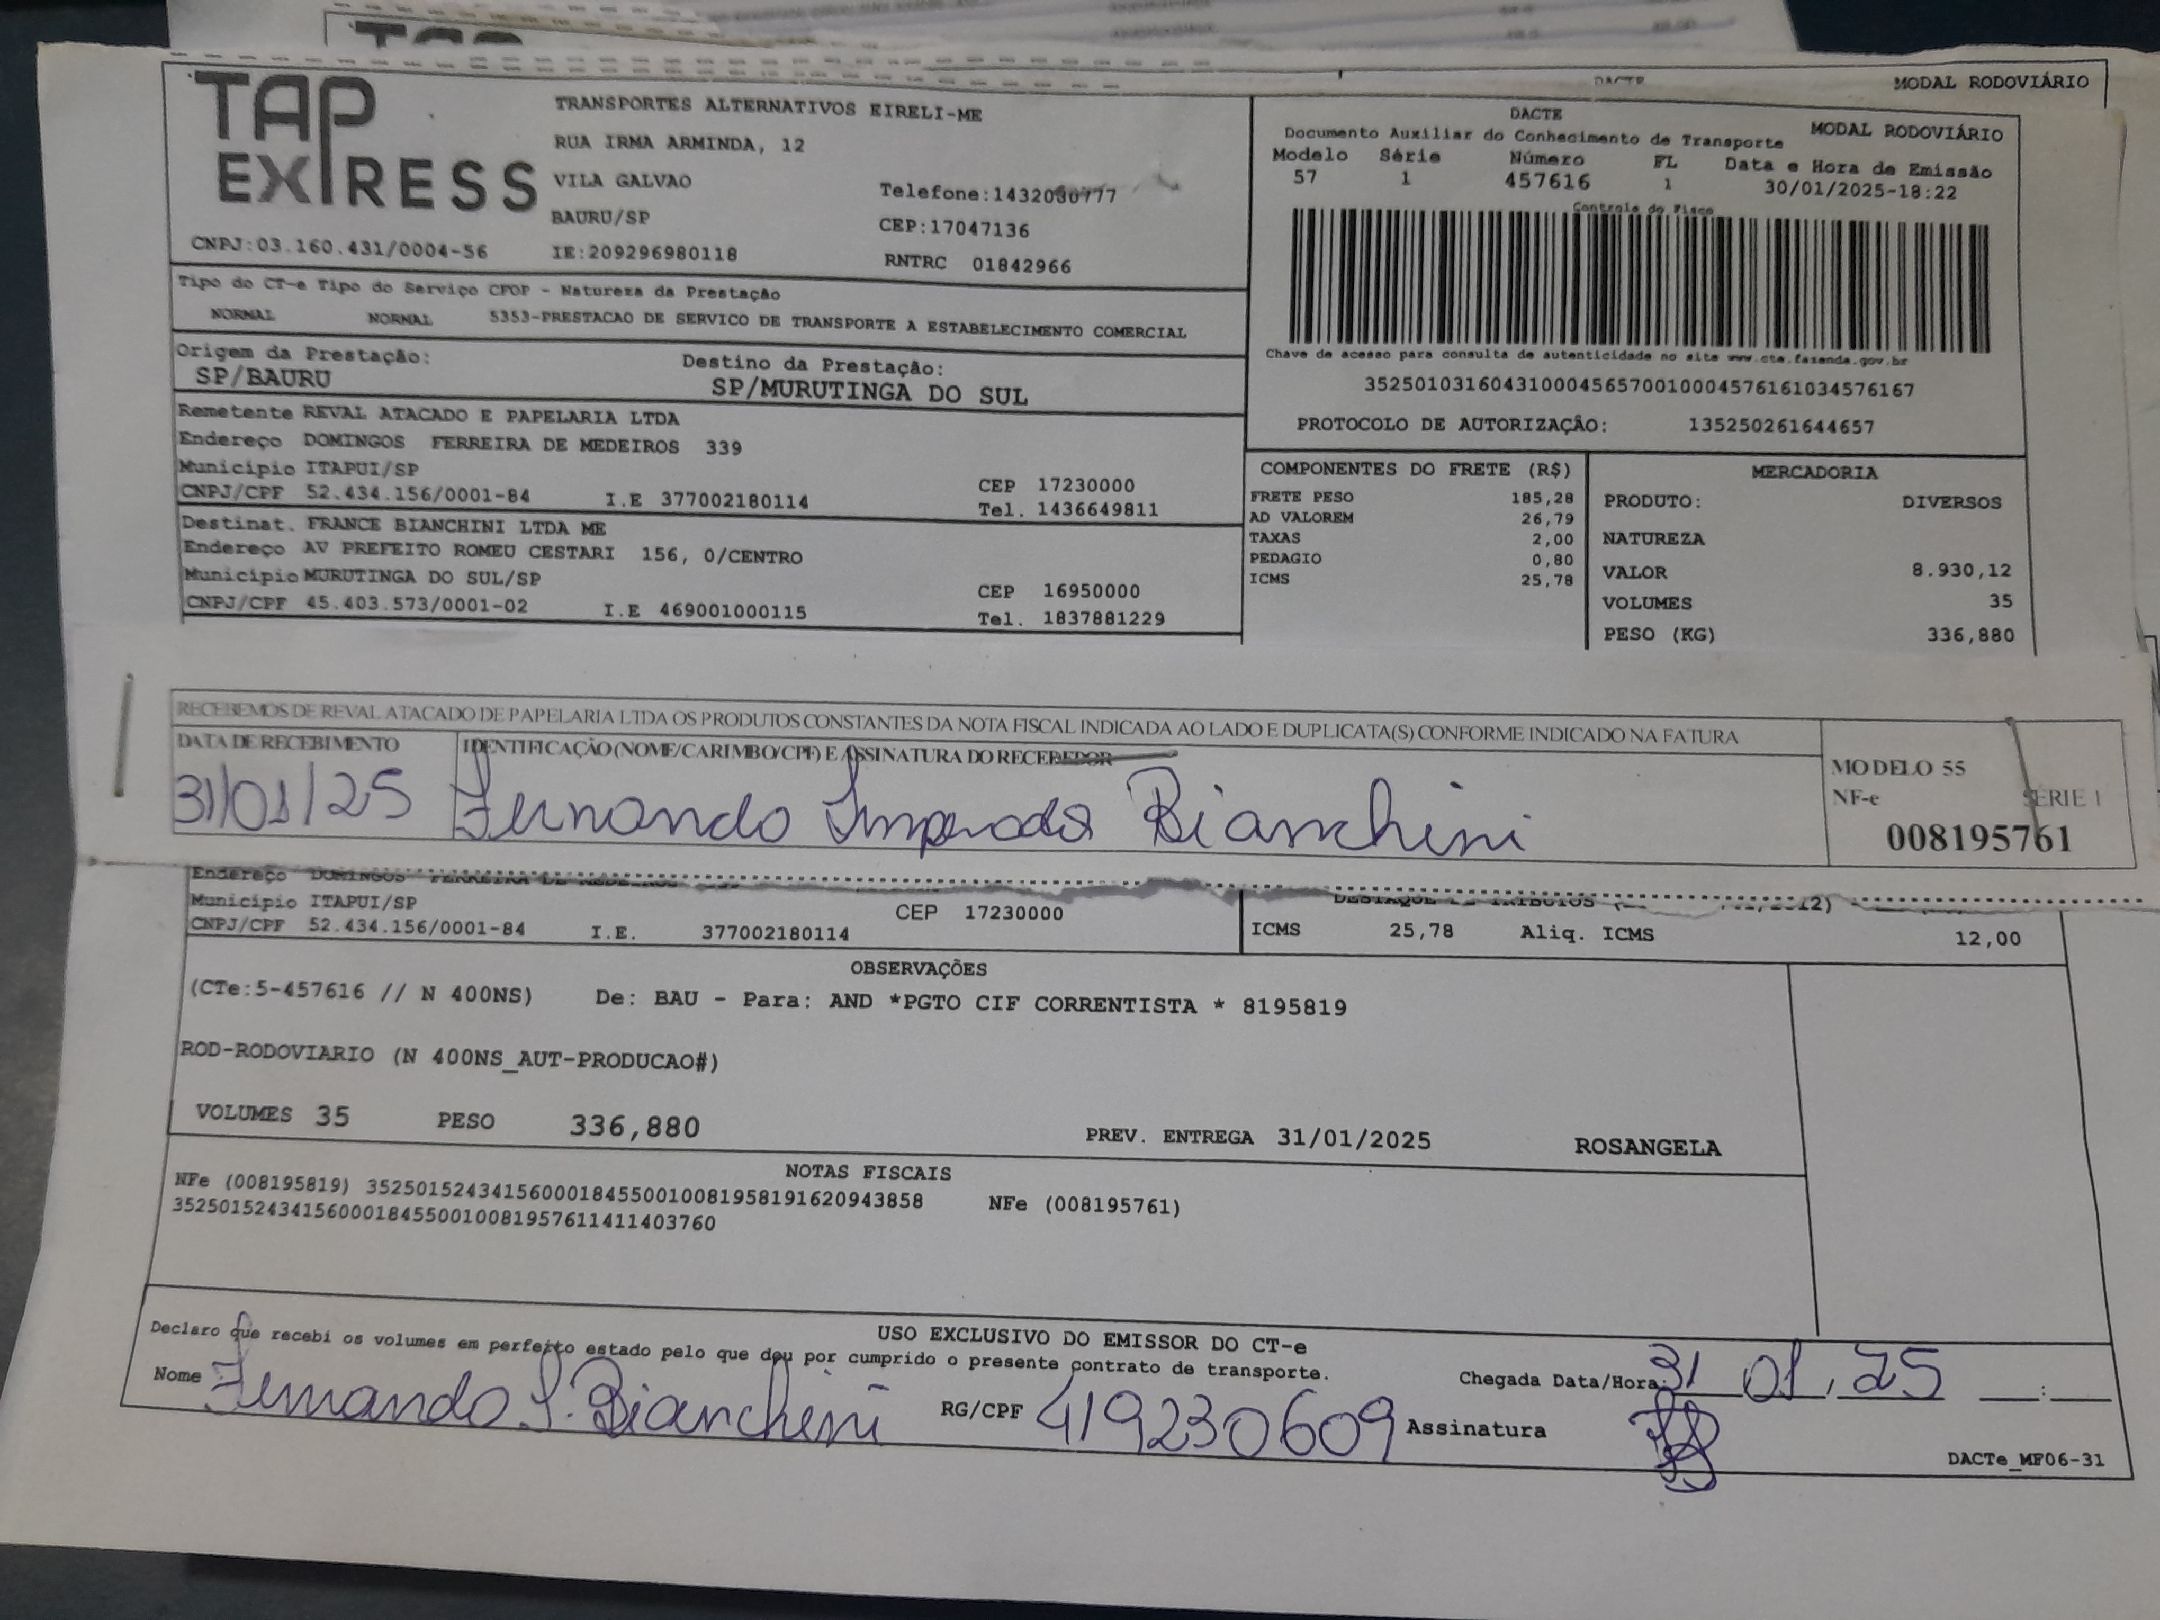 DACTE MODAL RODOVIÁRIO
TAP EXPRESS
TRANSPORTES ALTERNATIVOS EIRELI-ME
RUA IRMA ARMINDA, 12
VILA GALVAO Telefone:1432030777
BAURU/SP CEP:17047136
CNPJ:03.160.431/0004-56 IE:209296980118 RNTRC 01842966
DACTE
Documento Auxiliar do Conhecimento de Transporte MODAL RODOVIÁRIO
Modelo Série Número FL Data e Hora de Emissão
57 1 457616 1 30/01/2025-18:22
Controle do Fisco
Chave de acesso para consulta de autenticidade no site www.cte.fazenda.gov.br
35250103160431000456570010004576161034576167
PROTOCOLO DE AUTORIZAÇÃO: 135250261644657
Tipo do CT-e Tipo do Serviço CFOP - Natureza da Prestação
NORMAL NORMAL 5353-PRESTACAO DE SERVICO DE TRANSPORTE A ESTABELECIMENTO COMERCIAL
Origem da Prestação: Destino da Prestação:
SP/BAURU SP/MURUTINGA DO SUL
Remetente REVAL ATACADO E PAPELARIA LTDA
Endereço DOMINGOS FERREIRA DE MEDEIROS 339
Município ITAPUI/SP CEP 17230000
CNPJ/CPF 52.434.156/0001-84 I.E 377002180114 Tel. 1436649811
Destinat. FRANCE BIANCHINI LTDA ME
Endereço AV PREFEITO ROMEU CESTARI 156, 0/CENTRO
Município MURUTINGA DO SUL/SP CEP 16950000
CNPJ/CPF 45.403.573/0001-02 I.E 469001000115 Tel. 1837881229
COMPONENTES DO FRETE (R$)
FRETE PESO 185,28
AD VALOREM 26,79
TAXAS 2,00
PEDAGIO 0,80
ICMS 25,78
MERCADORIA
PRODUTO: DIVERSOS
NATUREZA
VALOR 8.930,12
VOLUMES 35
PESO (KG) 336,880
RECEBEMOS DE REVAL ATACADO DE PAPELARIA LTDA OS PRODUTOS CONSTANTES DA NOTA FISCAL INDICADA AO LADO E DUPLICATA(S) CONFORME INDICADO NA FATURA
DATA DE RECEBIMENTO IDENTIFICAÇÃO (NOME/CARIMBO/CPF) E ASSINATURA DO RECEBEDOR
31/01/25 Fernando Bianchini
MODELO 55
NF-e SÉRIE 1
008195761
Endereço DOMINGOS FERREIRA DE MEDEIROS
Município ITAPUI/SP CEP 17230000
CNPJ/CPF 52.434.156/0001-84 I.E. 377002180114
ICMS 25,78 Aliq. ICMS 12,00
OBSERVAÇÕES
(CTe:5-457616 // N 400NS) De: BAU - Para: AND *PGTO CIF CORRENTISTA * 8195819
ROD-RODOVIARIO (N 400NS_AUT-PRODUCAO#)
VOLUMES 35 PESO 336,880 PREV. ENTREGA 31/01/2025 ROSANGELA
NOTAS FISCAIS
NFe (008195819) 35250152434156000184550010081958191620943858 NFe (008195761)
35250152434156000184550010081957611411403760
USO EXCLUSIVO DO EMISSOR DO CT-e
Declaro que recebi os volumes em perfeito estado pelo que dou por cumprido o presente contrato de transporte.
Nome Fernando S. Bianchini RG/CPF 419230609 Assinatura
Chegada Data/Hora: 31 01, 25 __:__
DACTe_MF06-31